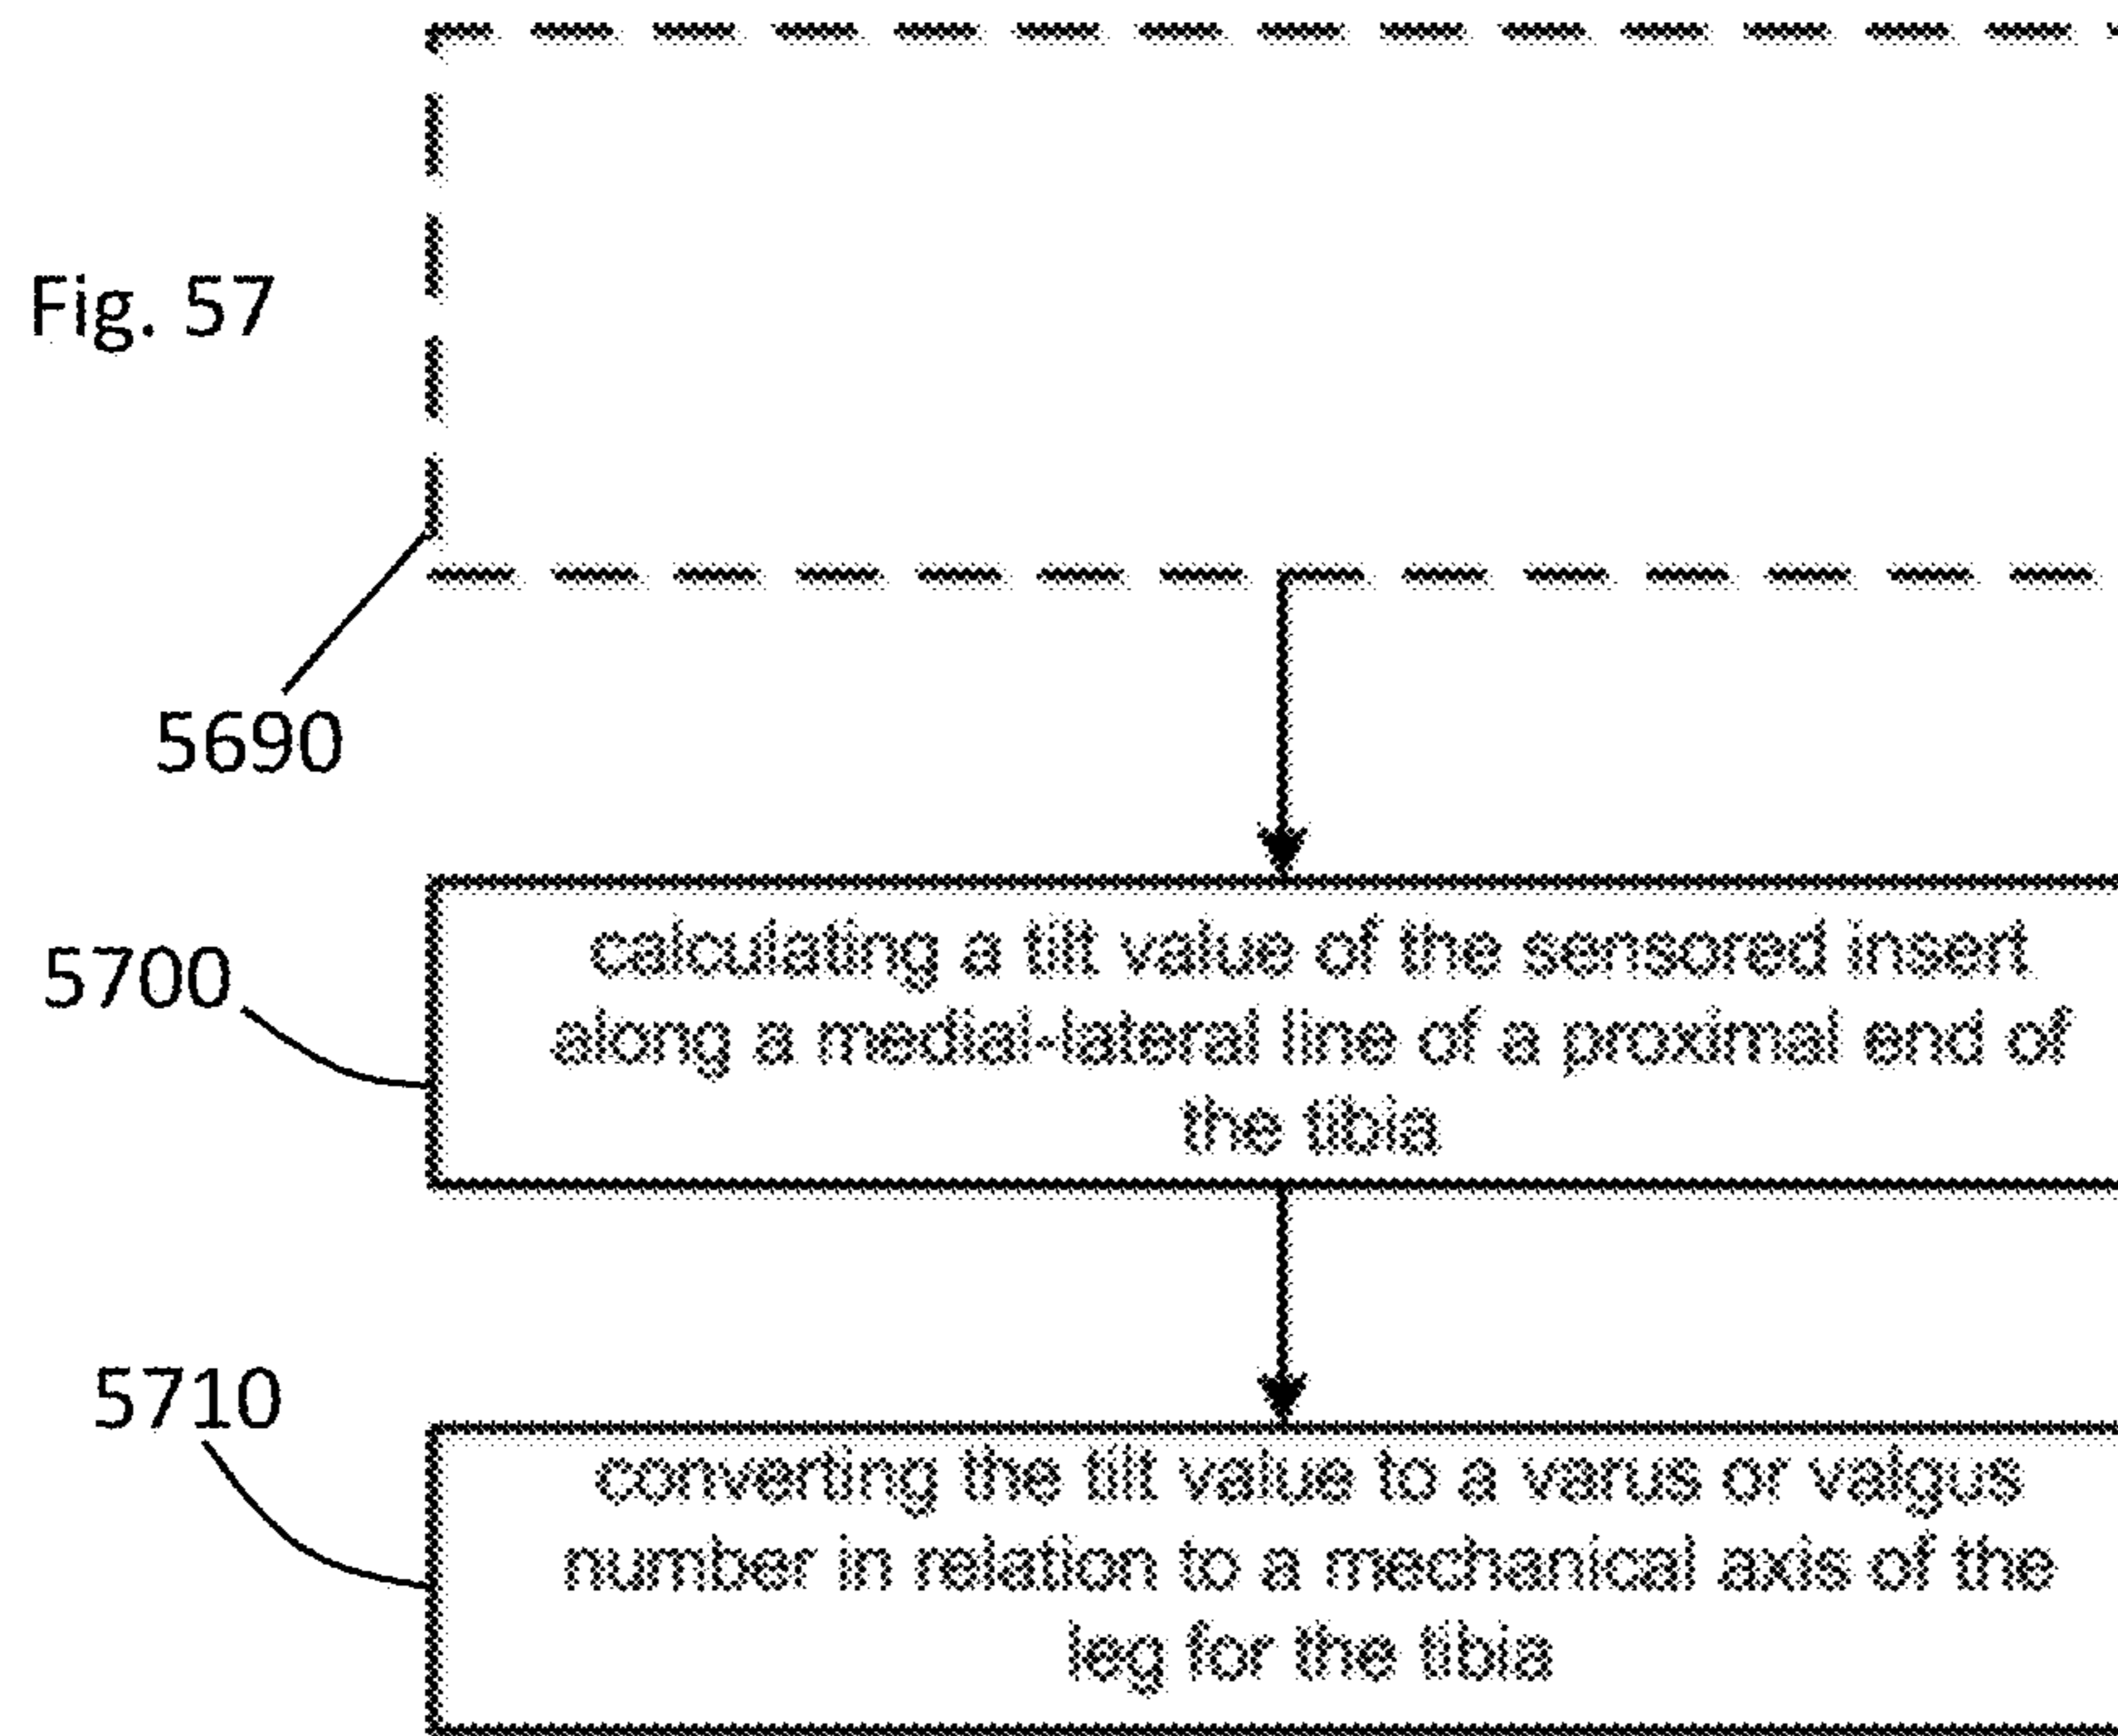 Fig. 57
5690
5700
calculating a tilt value of the sensored insert
along a medial-lateral line of a proximal end of
the tibia
5710
converting the tilt value to a varus or valgus
number in relation to a mechanical axis of the
leg for the tibia